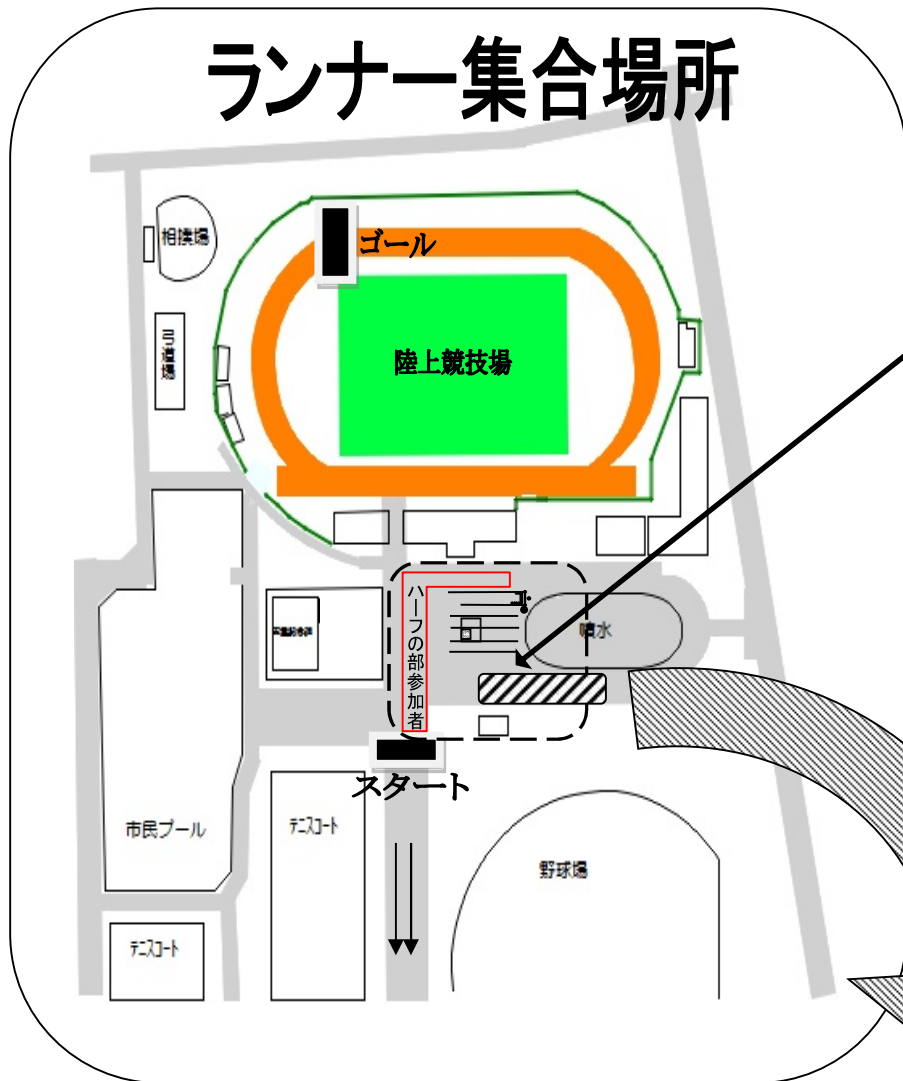 ランナー集合場所
相撲場
ゴール
弓道場
陸上競技場
ハーフの部参加者
噴水
スタート
市民プール
テニスコート
野球場
テニスコート